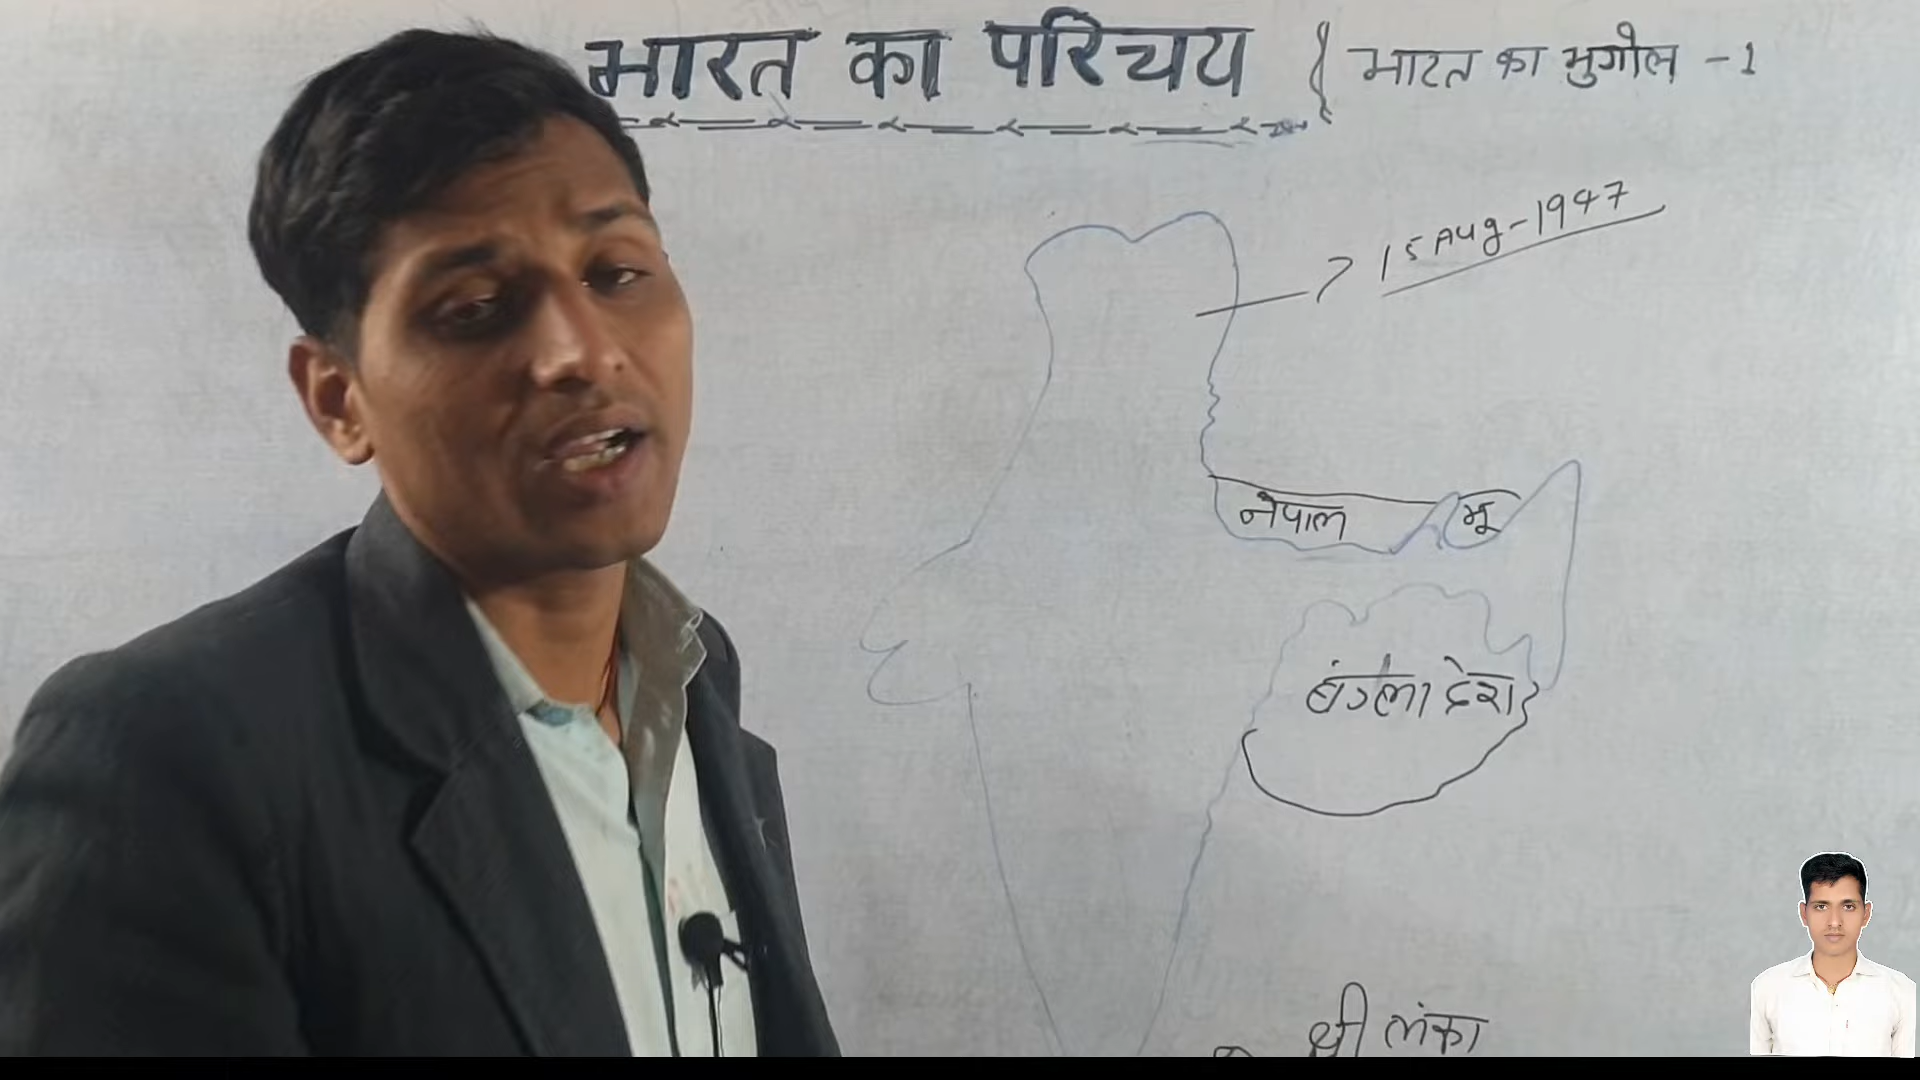 भारत का परिचय
भारत का भुगोल - 1
15 Aug - 1947
नेपाल
भू
बंगला देश
श्री लंका